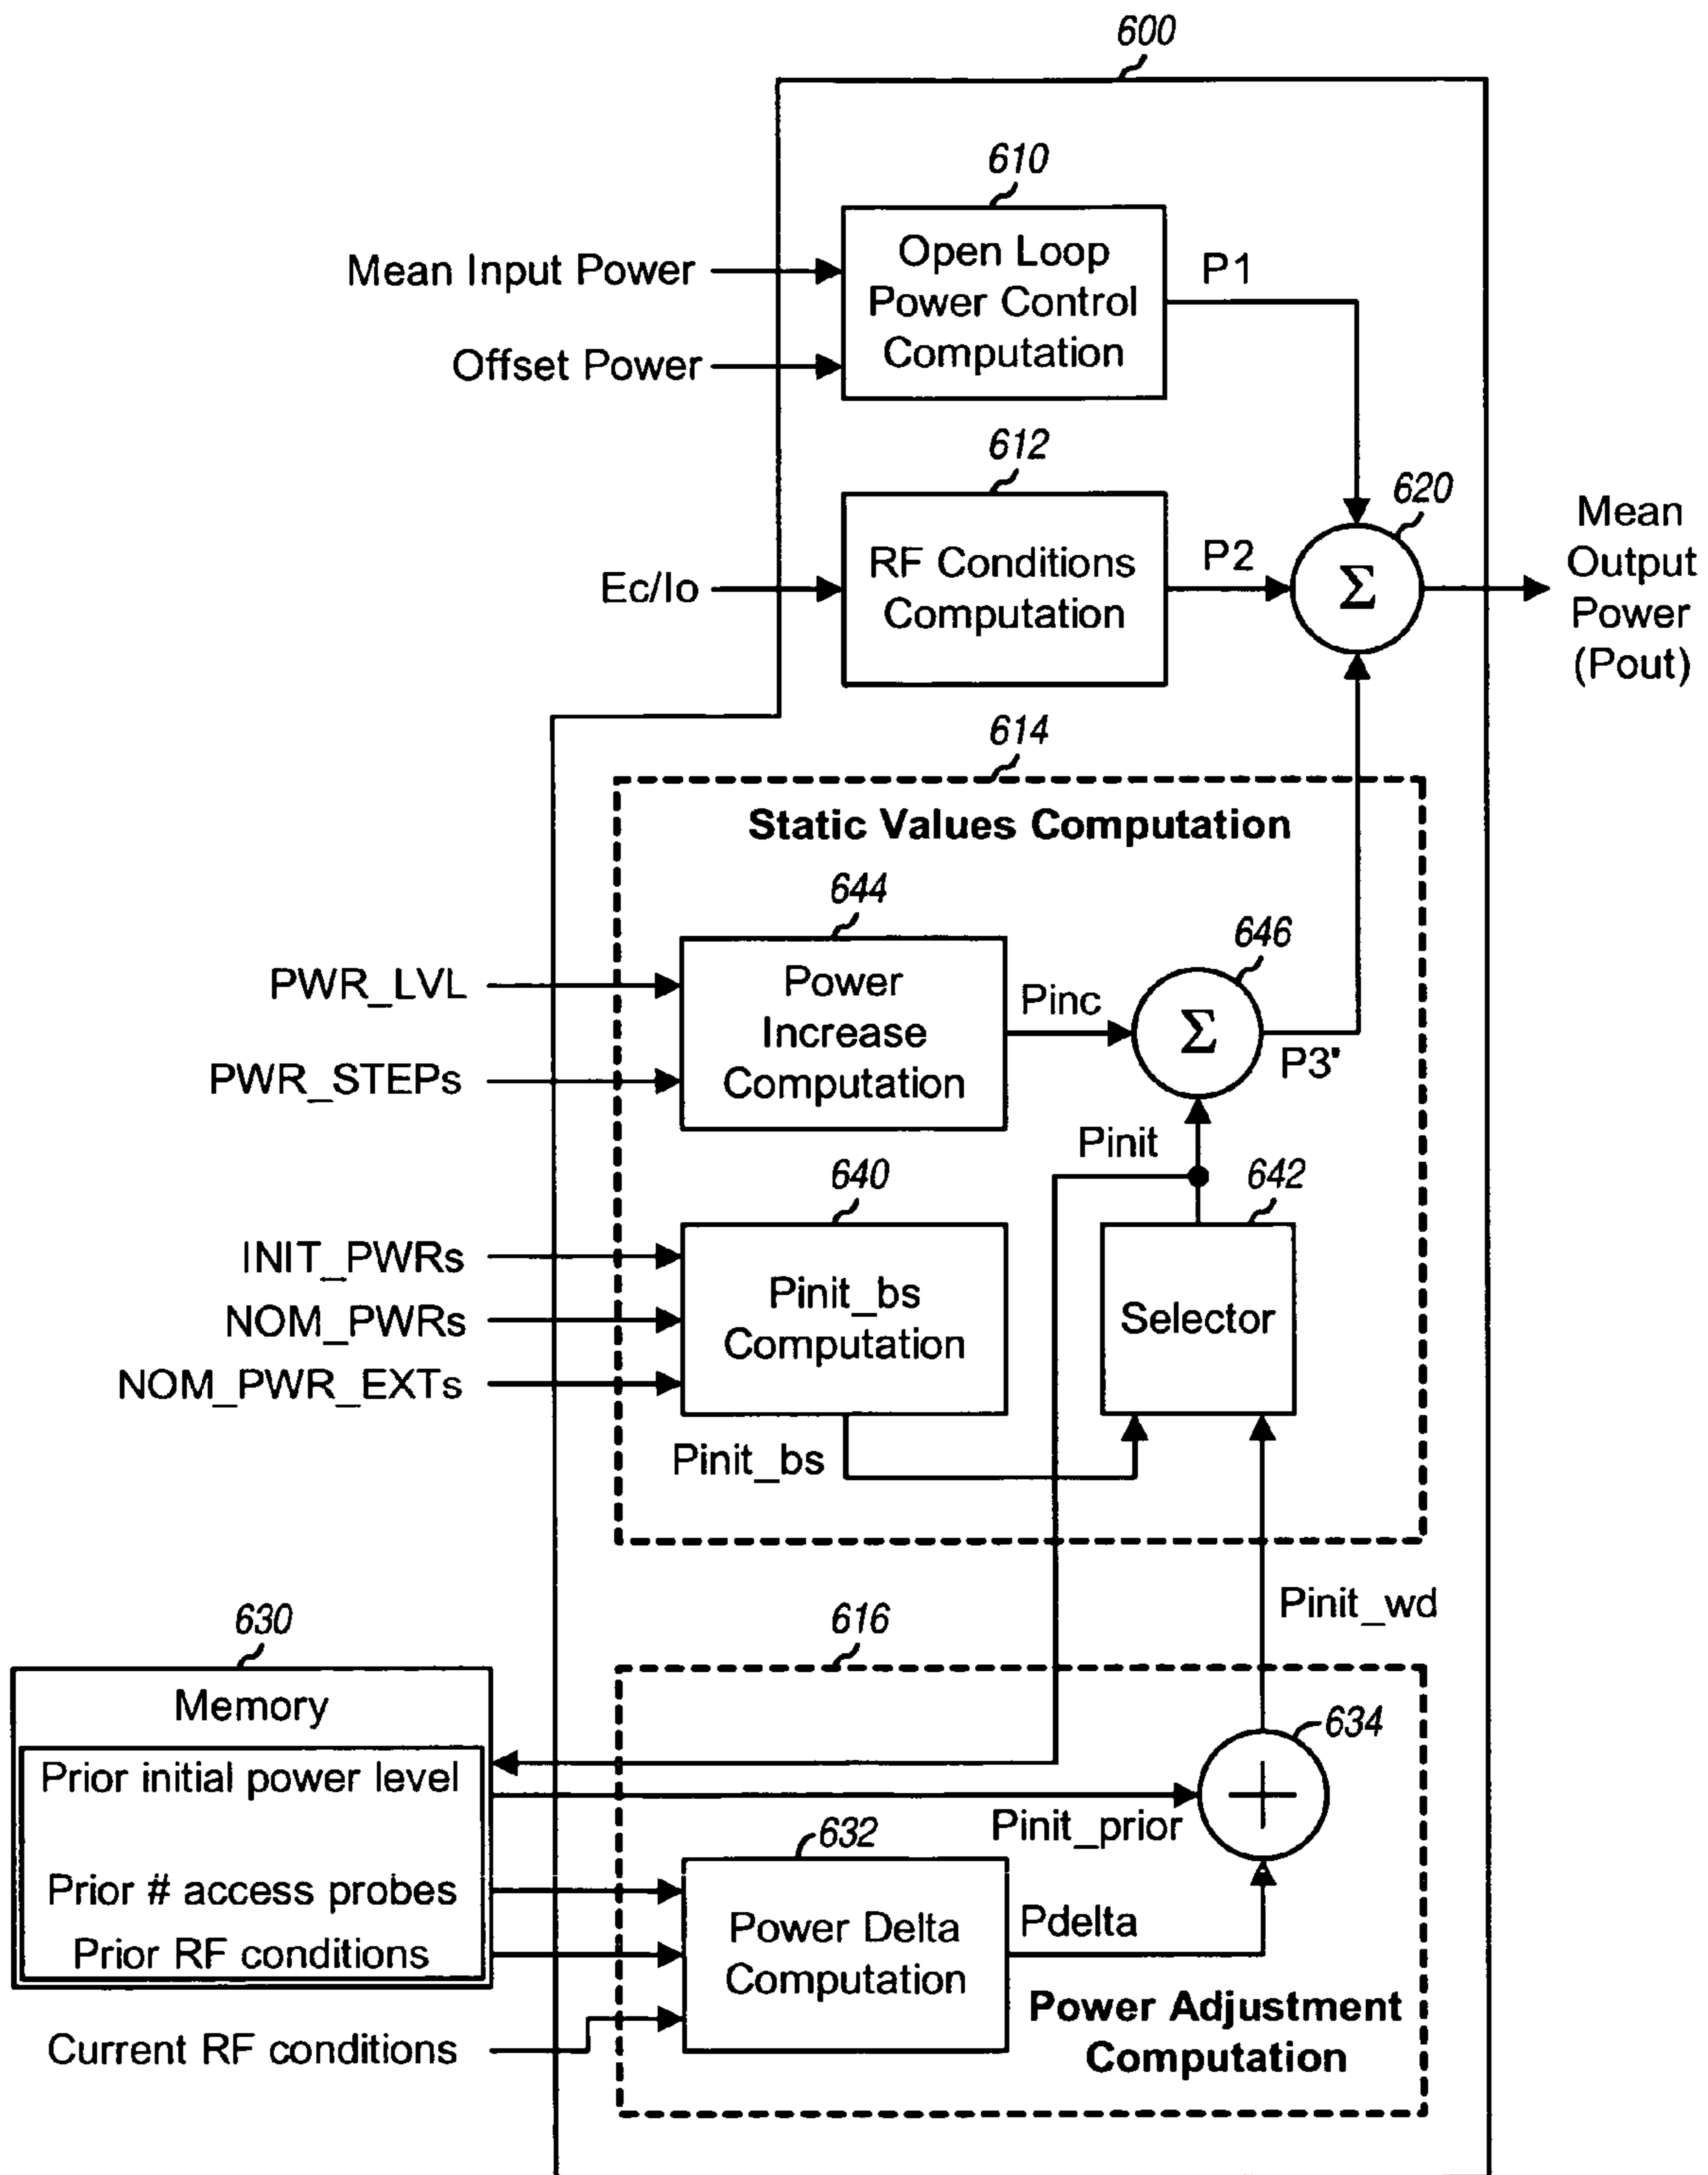 600
610
Mean Input Power
Offset Power
Open Loop
Power Control
Computation
P1
612
Ec/Io
RF Conditions
Computation
P2
620
Σ
Mean
Output
Power
(Pout)
614
Static Values Computation
644
PWR_LVL
PWR_STEPs
Power
Increase
Computation
Pinc
646
Σ
P3'
Pinit
640
INIT_PWRs
NOM_PWRs
NOM_PWR_EXTs
Pinit_bs
Computation
642
Selector
Pinit_bs
Pinit_wd
630
Memory
Prior initial power level
Prior # access probes
Prior RF conditions
Current RF conditions
616
634
+
Pinit_prior
632
Power Delta
Computation
Pdelta
Power Adjustment
Computation